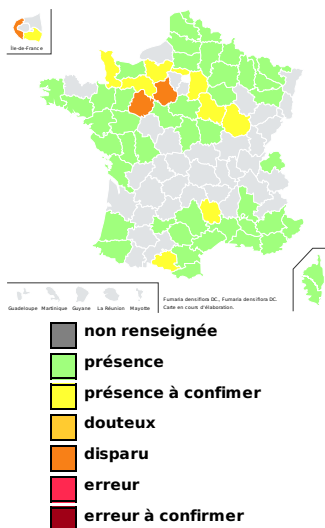 Île-de-France
Guadeloupe Martinique Guyane La Réunion Mayotte
Fumaria densiflora DC., Fumaria densiflora DC.
Carte en cours d'élaboration.
non renseignée
présence
présence à confimer
douteux
disparu
erreur
erreur à confirmer